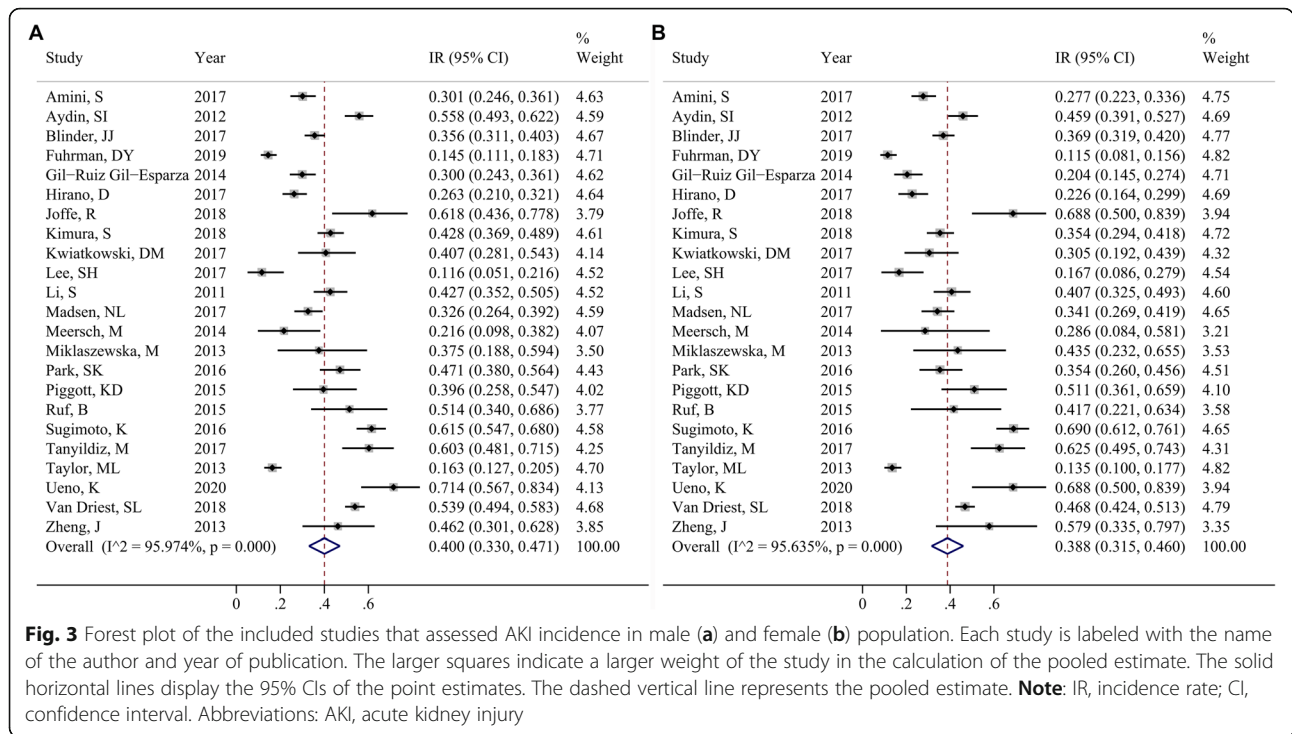 A
Study Year IR (95% CI) % Weight
Amini, S 2017 0.301 (0.246, 0.361) 4.63
Aydin, SI 2012 0.558 (0.493, 0.622) 4.59
Blinder, JJ 2017 0.356 (0.311, 0.403) 4.67
Fuhrman, DY 2019 0.145 (0.111, 0.183) 4.71
Gil−Ruiz Gil−Esparza 2014 0.300 (0.243, 0.361) 4.62
Hirano, D 2017 0.263 (0.210, 0.321) 4.64
Joffe, R 2018 0.618 (0.436, 0.778) 3.79
Kimura, S 2018 0.428 (0.369, 0.489) 4.61
Kwiatkowski, DM 2017 0.407 (0.281, 0.543) 4.14
Lee, SH 2017 0.116 (0.051, 0.216) 4.52
Li, S 2011 0.427 (0.352, 0.505) 4.52
Madsen, NL 2017 0.326 (0.264, 0.392) 4.59
Meersch, M 2014 0.216 (0.098, 0.382) 4.07
Miklaszewska, M 2013 0.375 (0.188, 0.594) 3.50
Park, SK 2016 0.471 (0.380, 0.564) 4.43
Piggott, KD 2015 0.396 (0.258, 0.547) 4.02
Ruf, B 2015 0.514 (0.340, 0.686) 3.77
Sugimoto, K 2016 0.615 (0.547, 0.680) 4.58
Tanyildiz, M 2017 0.603 (0.481, 0.715) 4.25
Taylor, ML 2013 0.163 (0.127, 0.205) 4.70
Ueno, K 2020 0.714 (0.567, 0.834) 4.13
Van Driest, SL 2018 0.539 (0.494, 0.583) 4.68
Zheng, J 2013 0.462 (0.301, 0.628) 3.85
Overall (I^2 = 95.974%, p = 0.000) 0.400 (0.330, 0.471) 100.00
0 .2 .4 .6
B
Study Year IR (95% CI) % Weight
Amini, S 2017 0.277 (0.223, 0.336) 4.75
Aydin, SI 2012 0.459 (0.391, 0.527) 4.69
Blinder, JJ 2017 0.369 (0.319, 0.420) 4.77
Fuhrman, DY 2019 0.115 (0.081, 0.156) 4.82
Gil−Ruiz Gil−Esparza 2014 0.204 (0.145, 0.274) 4.71
Hirano, D 2017 0.226 (0.164, 0.299) 4.69
Joffe, R 2018 0.688 (0.500, 0.839) 3.94
Kimura, S 2018 0.354 (0.294, 0.418) 4.72
Kwiatkowski, DM 2017 0.305 (0.192, 0.439) 4.32
Lee, SH 2017 0.167 (0.086, 0.279) 4.54
Li, S 2011 0.407 (0.325, 0.493) 4.60
Madsen, NL 2017 0.341 (0.269, 0.419) 4.65
Meersch, M 2014 0.286 (0.084, 0.581) 3.21
Miklaszewska, M 2013 0.435 (0.232, 0.655) 3.53
Park, SK 2016 0.354 (0.260, 0.456) 4.51
Piggott, KD 2015 0.511 (0.361, 0.659) 4.10
Ruf, B 2015 0.417 (0.221, 0.634) 3.58
Sugimoto, K 2016 0.690 (0.612, 0.761) 4.65
Tanyildiz, M 2017 0.625 (0.495, 0.743) 4.31
Taylor, ML 2013 0.135 (0.100, 0.177) 4.82
Ueno, K 2020 0.688 (0.500, 0.839) 3.94
Van Driest, SL 2018 0.468 (0.424, 0.513) 4.79
Zheng, J 2013 0.579 (0.335, 0.797) 3.35
Overall (I^2 = 95.635%, p = 0.000) 0.388 (0.315, 0.460) 100.00
0 .2 .4 .6
Fig. 3 Forest plot of the included studies that assessed AKI incidence in male (a) and female (b) population. Each study is labeled with the name
of the author and year of publication. The larger squares indicate a larger weight of the study in the calculation of the pooled estimate. The solid
horizontal lines display the 95% CIs of the point estimates. The dashed vertical line represents the pooled estimate. Note: IR, incidence rate; CI,
confidence interval. Abbreviations: AKI, acute kidney injury